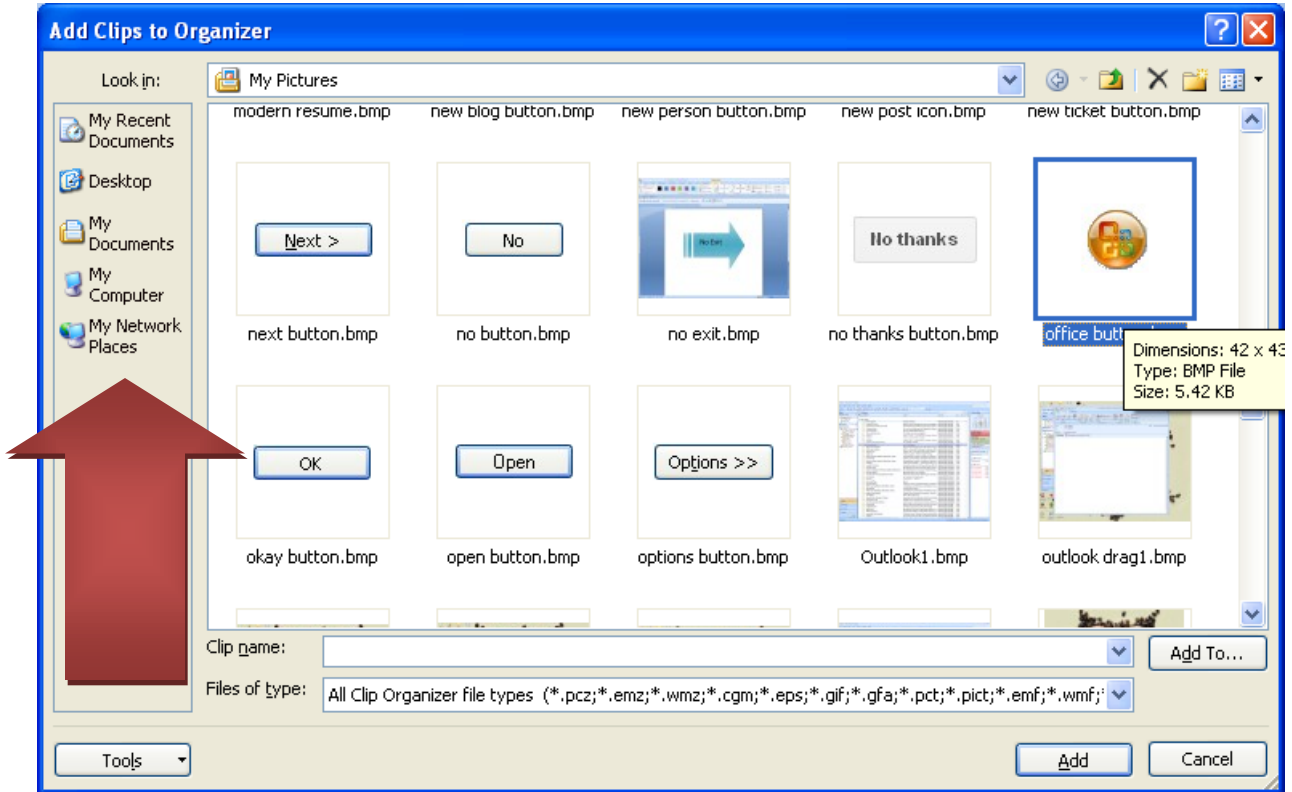 Add Clips to Organizer
Look in:
My Pictures
My Recent
Documents
Desktop
My
Documents
My
Computer
My Network
Places
modern resume.bmp new blog button.bmp new person button.bmp new post icon.bmp new ticket button.bmp
Next > No No Exit No thanks
next button.bmp no button.bmp no exit.bmp no thanks button.bmp office butt
Dimensions: 42 x 43
Type: BMP File
Size: 5.42 KB
OK Open Options >>
okay button.bmp open button.bmp options button.bmp Outlook1.bmp outlook drag1.bmp
Clip name:
Add To...
Files of type: All Clip Organizer file types (*.pcz;*.emz;*.wmz;*.cgm;*.eps;*.gif;*.gfa;*.pct;*.pict;*.emf;*.wmf;*
Tools Add Cancel